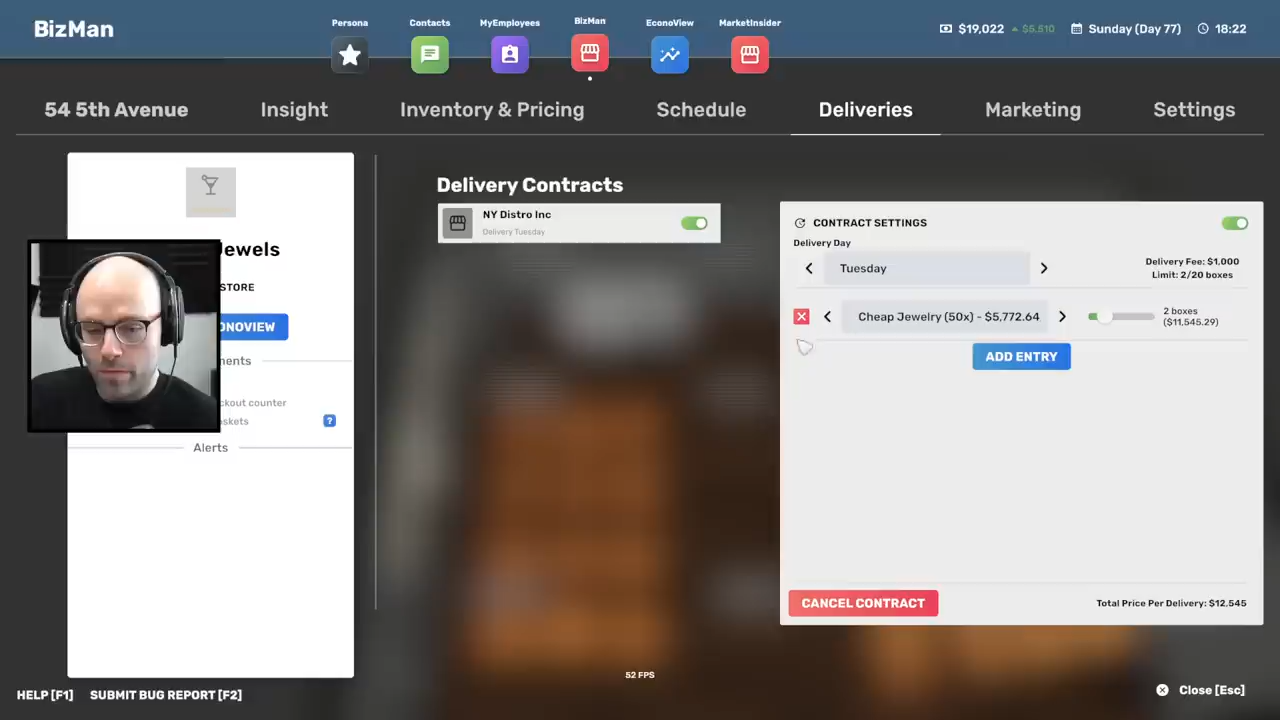 BizMan
Persona
Contacts
MyEmployees
BizMan
EconoView
MarketInsider
$19,022 $5,510 Sunday (Day 77) 18:22
54 5th Avenue
Insight
Inventory & Pricing
Schedule
Deliveries
Marketing
Settings
Jewels
STORE
ONOVIEW
?
Alerts
Delivery Contracts
NY Distro Inc
Delivery Tuesday
CONTRACT SETTINGS
Delivery Day
Tuesday
Delivery Fee: $1,000
Limit: 2/20 boxes
Cheap Jewelry (50x) - $5,772.64
2 boxes
($11,545.29)
ADD ENTRY
CANCEL CONTRACT
Total Price Per Delivery: $12,545
52 FPS
HELP [F1]
SUBMIT BUG REPORT [F2]
Close [Esc]